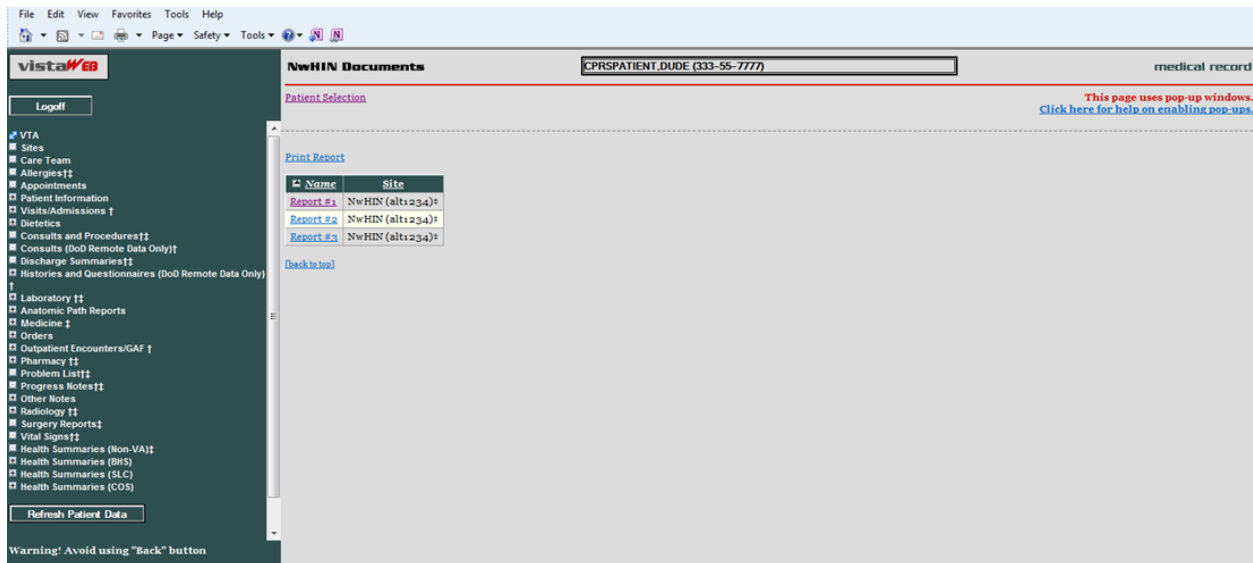 File Edit View Favorites Tools Help
Page Safety Tools
vistaWEB
NwHIN Documents
CPRSPATIENT,DUDE (333-55-7777)
medical record
Logoff
Patient Selection
This page uses pop-up windows.
Click here for help on enabling pop-ups.
VTA
Sites
Care Team
Allergies†‡
Appointments
Patient Information
Visits/Admissions †
Dietetics
Consults and Procedures†‡
Consults (DoD Remote Data Only)†
Discharge Summaries†‡
Histories and Questionnaires (DoD Remote Data Only)
†
Laboratory †‡
Anatomic Path Reports
Medicine ‡
Orders
Outpatient Encounters/GAF †
Pharmacy †‡
Problem List†‡
Progress Notes†‡
Other Notes
Radiology †‡
Surgery Reports‡
Vital Signs†‡
Health Summaries (Non-VA)‡
Health Summaries (BHS)
Health Summaries (SLC)
Health Summaries (COS)
Refresh Patient Data
Warning! Avoid using "Back" button
Print Report
Name Site
Report #1 NwHIN (alt1234)‡
Report #2 NwHIN (alt1234)‡
Report #3 NwHIN (alt1234)‡
[back to top]